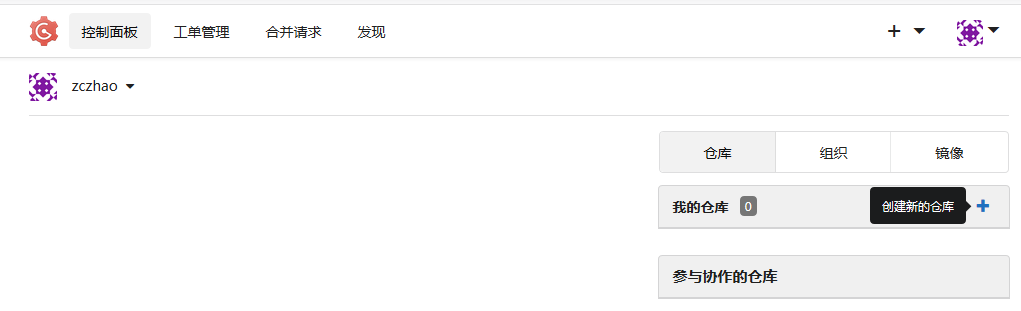 控制面板 工单管理 合并请求 发现
zczhao
仓库 组织 镜像
我的仓库 0 创建新的仓库
参与协作的仓库